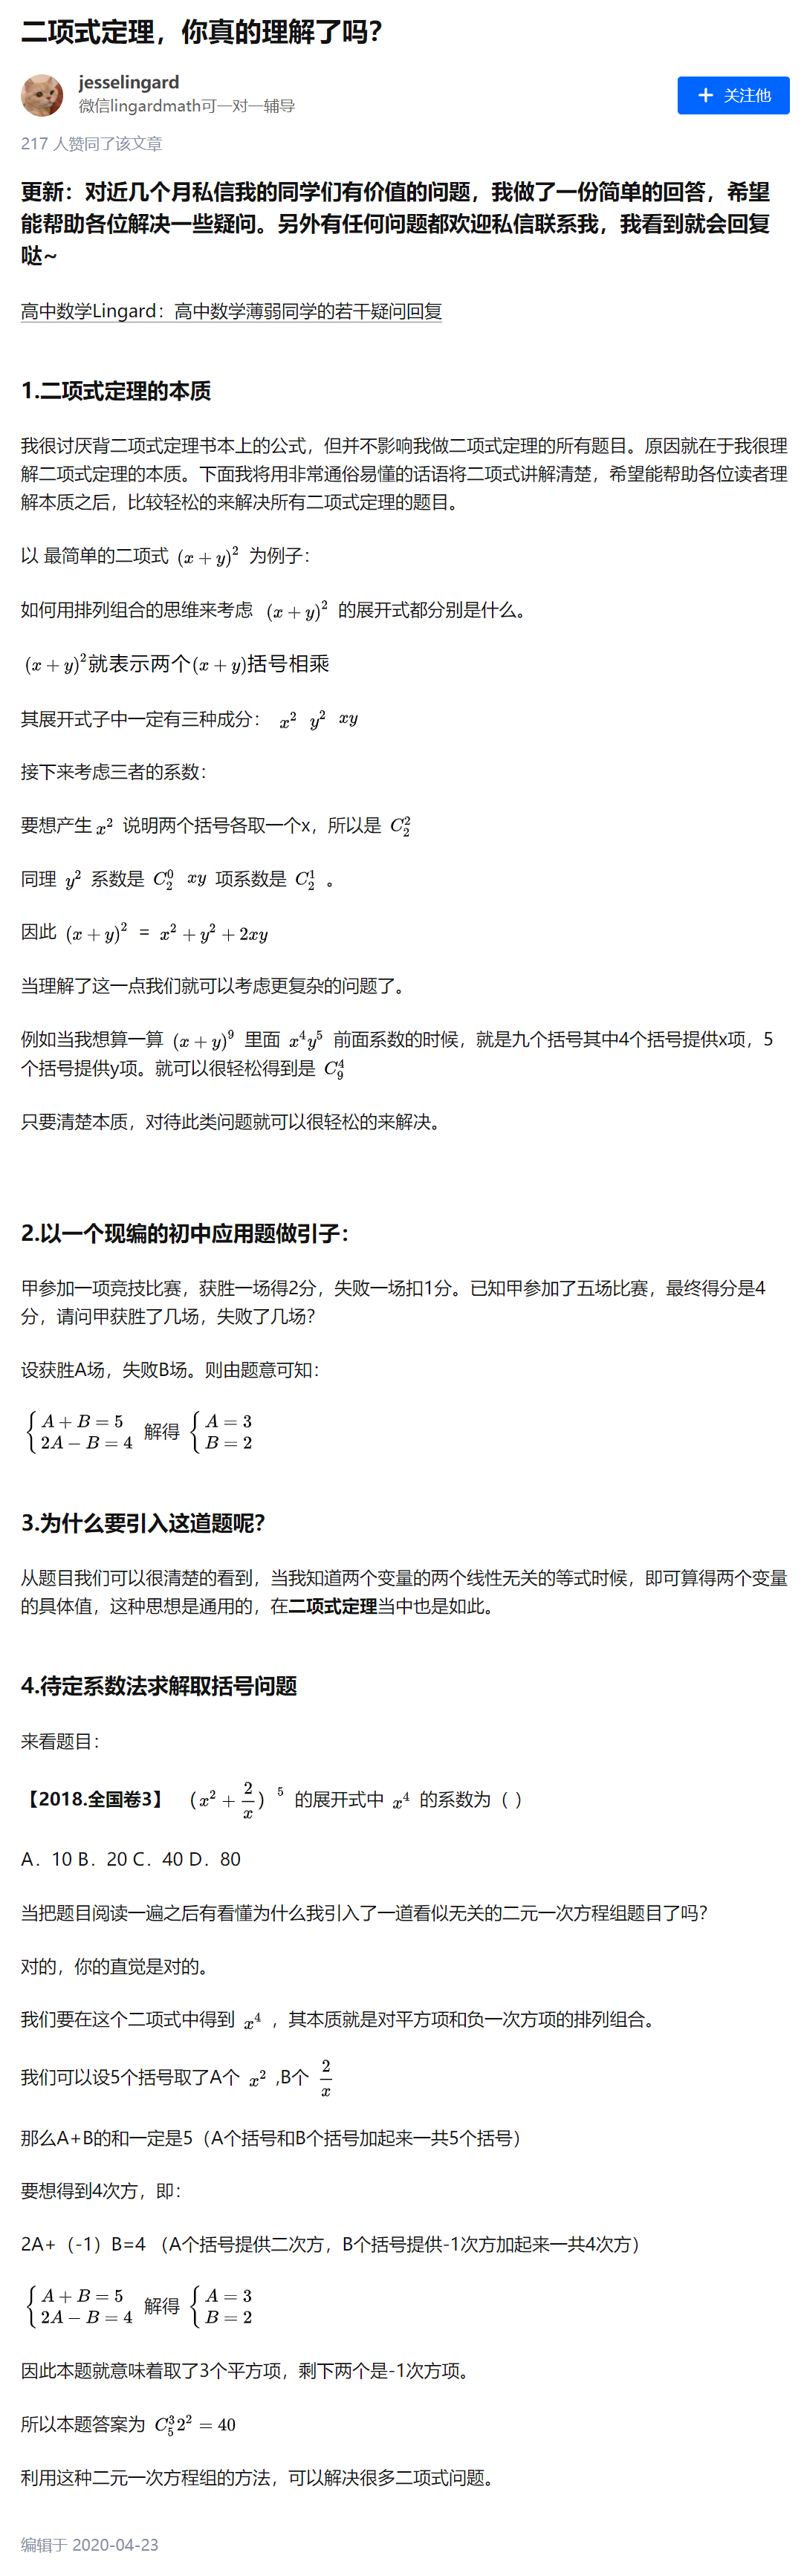 二项式定理，你真的理解了吗？
jesselingard
微信lingardmath可一对一辅导
+ 关注他
217 人赞同了该文章
更新：对近几个月私信我的同学们有价值的问题，我做了一份简单的回答，希望
能帮助各位解决一些疑问。另外有任何问题都欢迎私信联系我，我看到就会回复
哒~
高中数学Lingard：高中数学薄弱同学的若干疑问回复
1.二项式定理的本质
我很讨厌背二项式定理书本上的公式，但并不影响我做二项式定理的所有题目。原因就在于我很理
解二项式定理的本质。下面我将用非常通俗易懂的话语将二项式讲解清楚，希望能帮助各位读者理
解本质之后，比较轻松的来解决所有二项式定理的题目。
以 最简单的二项式 $(x+y)^2$ 为例子：
如何用排列组合的思维来考虑 $(x+y)^2$ 的展开式都分别是什么。
$(x+y)^2$就表示两个$(x+y)$括号相乘
其展开式子中一定有三种成分： $x^2$ $y^2$ $xy$
接下来考虑三者的系数：
要想产生 $x^2$ 说明两个括号各取一个x，所以是 $C_2^2$
同理 $y^2$ 系数是 $C_2^0$ $xy$ 项系数是 $C_2^1$ 。
因此 $(x+y)^2$ = $x^2+y^2+2xy$
当理解了这一点我们就可以考虑更复杂的问题了。
例如当我想算一算 $(x+y)^9$ 里面 $x^4y^5$ 前面系数的时候，就是九个括号其中4个括号提供x项，5
个括号提供y项。就可以很轻松得到是 $C_9^4$
只要清楚本质，对待此类问题就可以很轻松的来解决。
2.以一个现编的初中应用题做引子：
甲参加一项竞技比赛，获胜一场得2分，失败一场扣1分。已知甲参加了五场比赛，最终得分是4
分，请问甲获胜了几场，失败了几场？
设获胜A场，失败B场。则由题意可知：
$\begin{cases}A+B=5\\2A-B=4\end{cases}$ 解得 $\begin{cases}A=3\\B=2\end{cases}$
3.为什么要引入这道题呢？
从题目我们可以很清楚的看到，当我知道两个变量的两个线性无关的等式时候，即可算得两个变量
的具体值，这种思想是通用的，在二项式定理当中也是如此。
4.待定系数法求解取括号问题
来看题目：
【2018.全国卷3】 $(x^2+\frac{2}{x})^5$ 的展开式中 $x^4$ 的系数为（ ）
A．10 B．20 C．40 D．80
当把题目阅读一遍之后有看懂为什么我引入了一道看似无关的二元一次方程组题目了吗？
对的，你的直觉是对的。
我们要在这个二项式中得到 $x^4$ ，其本质就是对平方项和负一次方项的排列组合。
我们可以设5个括号取了A个 $x^2$ ,B个 $\frac{2}{x}$
那么A+B的和一定是5（A个括号和B个括号加起来一共5个括号）
要想得到4次方，即：
2A+（-1）B=4 （A个括号提供二次方，B个括号提供-1次方加起来一共4次方）
$\begin{cases}A+B=5\\2A-B=4\end{cases}$ 解得 $\begin{cases}A=3\\B=2\end{cases}$
因此本题就意味着取了3个平方项，剩下两个是-1次方项。
所以本题答案为 $C_5^3 2^2=40$
利用这种二元一次方程组的方法，可以解决很多二项式问题。
编辑于 2020-04-23